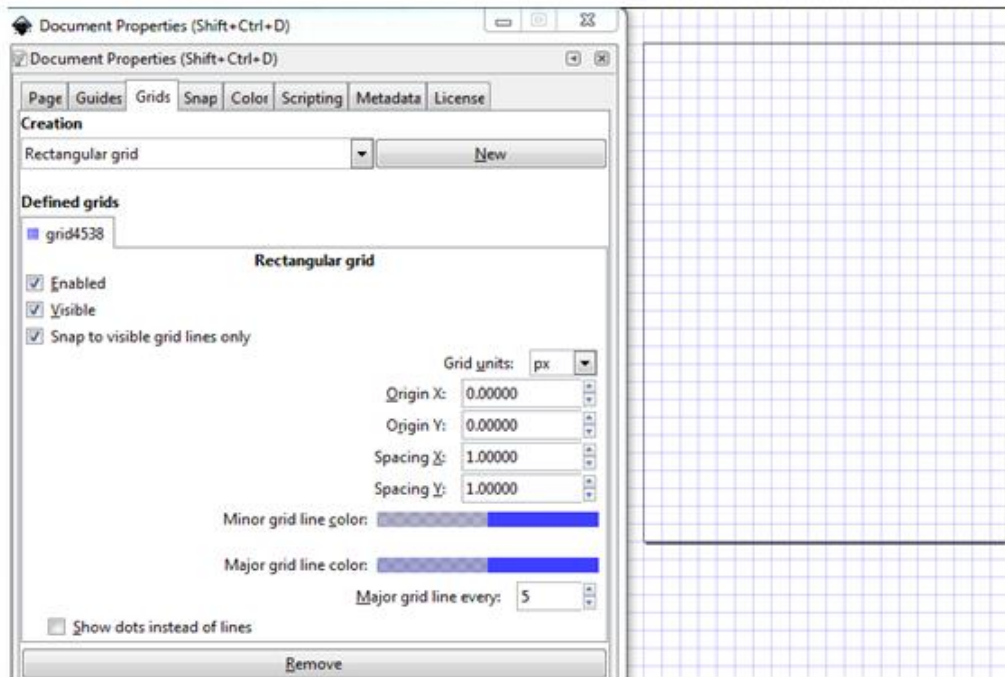 Document Properties (Shift+Ctrl+D)
Document Properties (Shift+Ctrl+D)
Page Guides Grids Snap Color Scripting Metadata License
Creation
Rectangular grid New
Defined grids
grid4538
Rectangular grid
Enabled
Visible
Snap to visible grid lines only
Grid units: px
Origin X: 0.00000
Origin Y: 0.00000
Spacing X: 1.00000
Spacing Y: 1.00000
Minor grid line color:
Major grid line color:
Major grid line every: 5
Show dots instead of lines
Remove